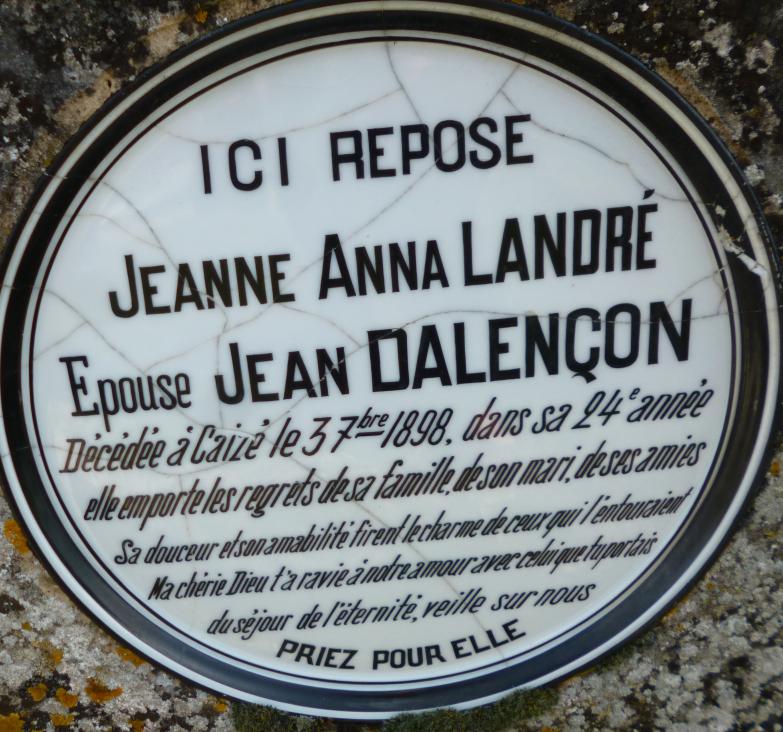 ICI REPOSE
JEANNE ANNA LANDRÉ
Epouse JEAN DALENÇON
Décédée à Caizé le 3 7bre 1898, dans sa 24e année
elle emporte les regrets de sa famille, de son mari, de ses amies
Sa douceur et son amabilité firent le charme de ceux qui l'entouraient
Ma chérie Dieu t'a ravie à notre amour avec celui que tu portais
du séjour de l'éternité, veille sur nous
PRIEZ POUR ELLE